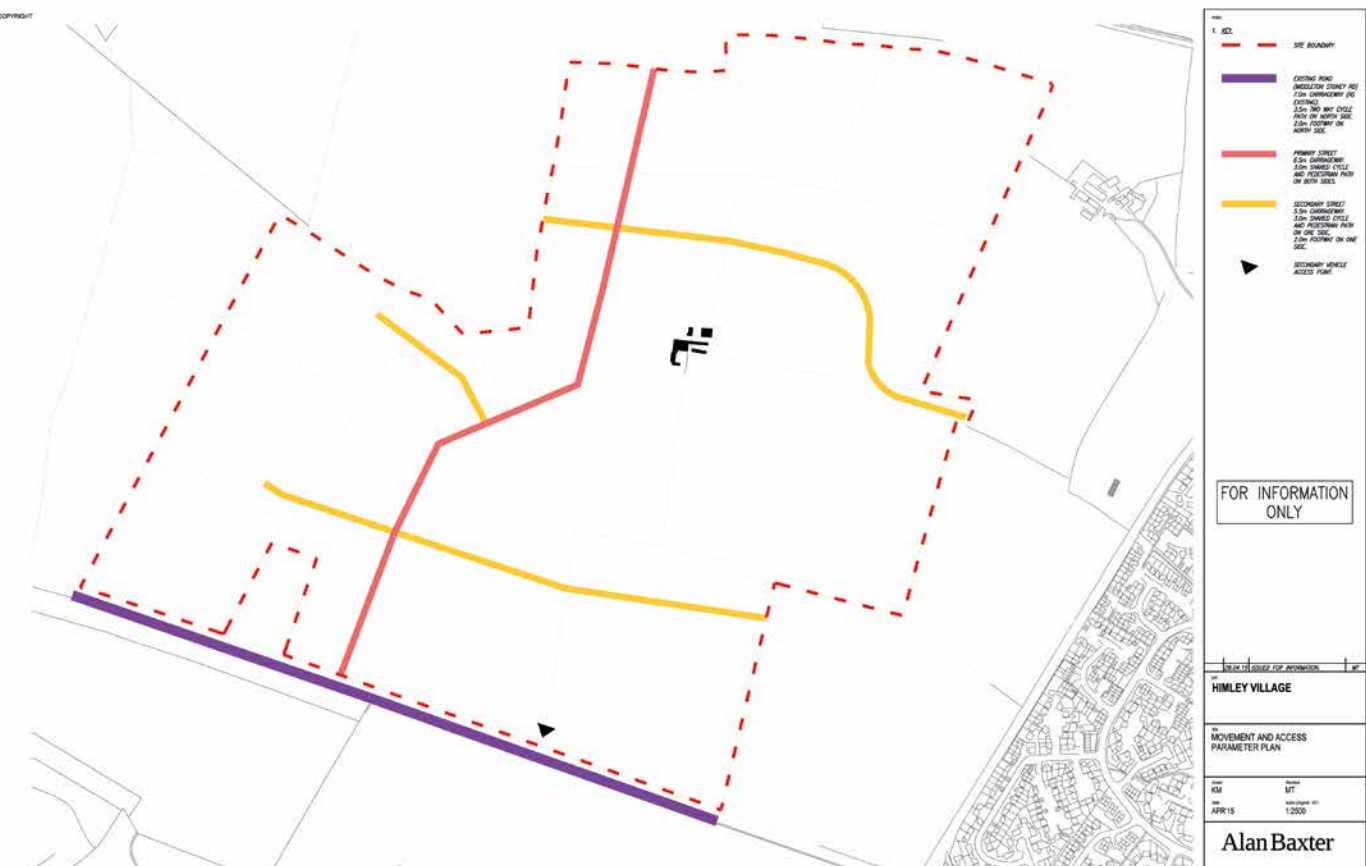 COPYRIGHT
1. KEY.
SITE BOUNDARY.
EXISTING ROAD
(MIDDLETON STONEY RD)
7.0m CARRIAGEWAY (AS
EXISTING)
3.5m TWO WAY CYCLE
PATH ON NORTH SIDE.
2.0m FOOTWAY ON
NORTH SIDE.
PRIMARY STREET
6.5m CARRIAGEWAY.
3.0m SHARED CYCLE
AND PEDESTRIAN PATH
ON BOTH SIDES.
SECONDARY STREET
5.5m CARRIAGEWAY.
3.0m SHARED CYCLE
AND PEDESTRIAN PATH
ON ONE SIDE,
2.0m FOOTWAY ON ONE
SIDE.
SECONDARY VEHICLE
ACCESS POINT.
FOR INFORMATION
ONLY
ISSUED FOR INFORMATION MT
HIMLEY VILLAGE
MOVEMENT AND ACCESS
PARAMETER PLAN
KM MT
APR'15 1:2500
Alan Baxter